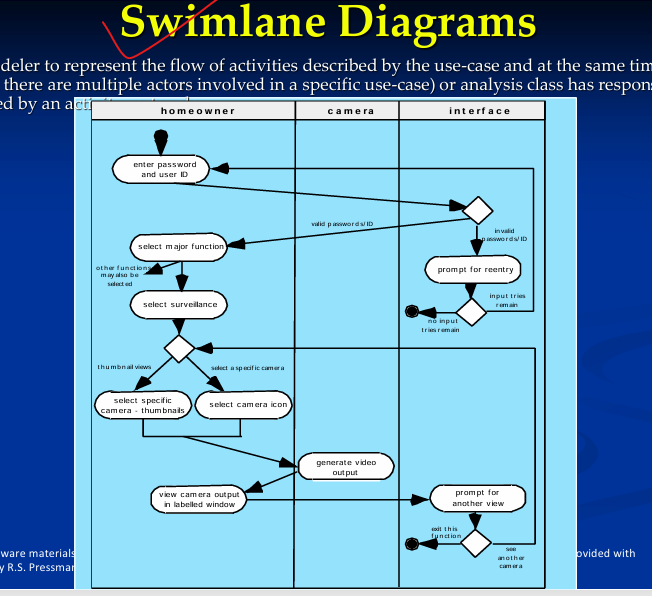 Swimlane Diagrams
deler to represent the flow of activities described by the use-case and at the same tim
there are multiple actors involved in a specific use-case) or analysis class has respons
ed by an
homeowner
camera
interface
enter password
and user ID
valid passwords/ID
invalid
passwords/ID
select major function
prompt for reentry
other functions
may also be
selected
input tries
remain
select surveillance
no input
tries remain
thumbnail views
select a specific camera
select specific
camera - thumbnails
select camera icon
generate video
output
view camera output
in labelled window
prompt for
another view
exit this
function
see
another
camera
ware materials
ovided with
y R.S. Pressman